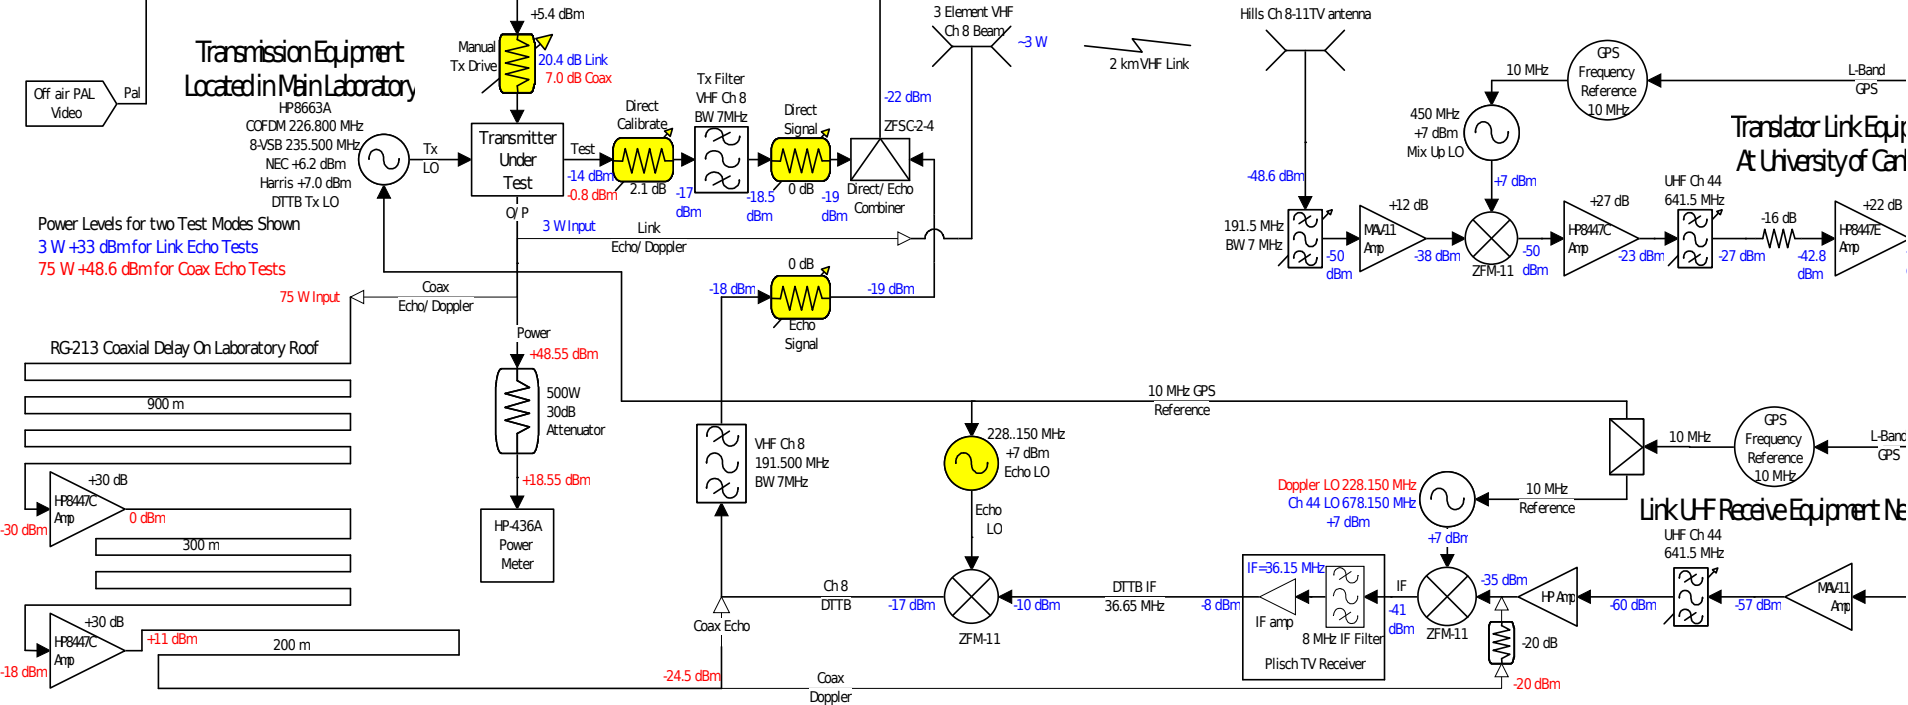 +5.4 dBm
Manual
Tx Drive
20.4 dB Link
7.0 dB Coax
Transmission Equipment
Located in Main Laboratory
Off air PAL
Video
Pal
HP8663A
COFDM 226.800 MHz
8-VSB 235.500 MHz
NEC +6.2 dBm
Harris +7.0 dBm
DTTB Tx LO
Tx
LO
Transmitter
Under
Test
O/ P
Test
-14 dBm
-0.8 dBm
Direct
Calibrate
2.1 dB
-17
dBm
Tx Filter
VHF Ch 8
BW 7MHz
-18.5
dBm
Direct
Signal
0 dB
-19
dBm
-22 dBm
ZFSC-2-4
Direct/ Echo
Combiner
3 Element VHF
Ch 8 Beam
~3 W
2 km VHF Link
Hills Ch 8-11TV antenna
-48.6 dBm
191.5 MHz
BW 7 MHz
-50
dBm
+12 dB
MAV-11
Amp
-38 dBm
10 MHz
GPS
Frequency
Reference
10 MHz
L-Band
GPS
450 MHz
+7 dBm
Mix Up LO
+7 dBm
ZFM-11
-50
dBm
+27 dB
HP8447C
Amp
-23 dBm
UHF Ch 44
641.5 MHz
-27 dBm
-16 dB
-42.8
dBm
+22 dB
HP8447E
Amp
Translator Link Equip
At University of Can
Power Levels for two Test Modes Shown
3 W +33 dBm for Link Echo Tests
75 W +48.6 dBm for Coax Echo Tests
3 W Input
Link
Echo/ Doppler
75 W Input
Coax
Echo/ Doppler
0 dB
-18 dBm
-19 dBm
Echo
Signal
RG-213 Coaxial Delay On Laboratory Roof
900 m
+30 dB
HP8447C
Amp
-30 dBm
0 dBm
300 m
+30 dB
HP8447C
Amp
-18 dBm
+11 dBm
200 m
Power
+48.55 dBm
500W
30dB
Attenuator
+18.55 dBm
HP-436A
Power
Meter
VHF Ch 8
191.500 MHz
BW 7MHz
Coax Echo
-24.5 dBm
Ch 8
DTTB
-17 dBm
10 MHz GPS
Reference
228..150 MHz
+7 dBm
Echo LO
Echo
LO
ZFM-11
-10 dBm
DTTB IF
36.65 MHz
-8 dBm
IF=36.15 MHz
IF amp
8 MHz IF Filter
Plisch TV Receiver
IF
-41
dBm
Doppler LO 228.150 MHz
Ch 44 LO 678.150 MHz
+7 dBm
+7 dBm
ZFM-11
10 MHz
Reference
10 MHz
GPS
Frequency
Reference
10 MHz
L-Band
GPS
Link UHF Receive Equipment Ne
-35 dBm
HP Amp
-60 dBm
UHF Ch 44
641.5 MHz
-57 dBm
MAV-11
Amp
-20 dB
-20 dBm
Coax
Doppler